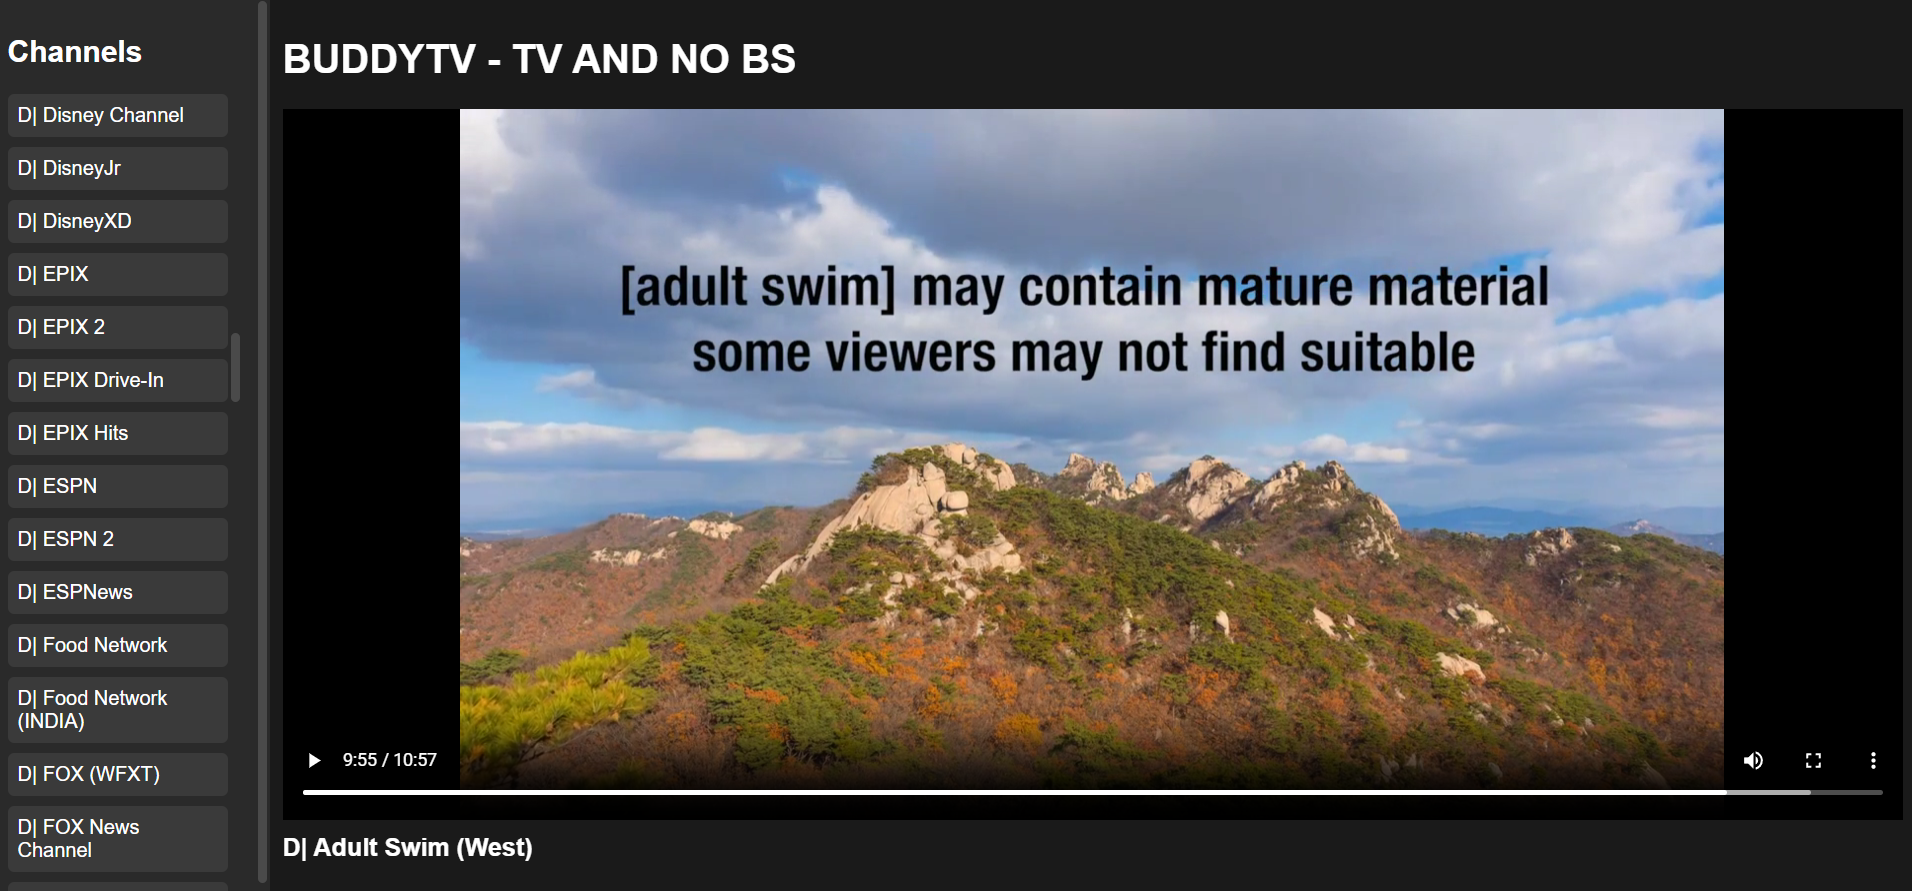 Channels
D| Disney Channel
D| DisneyJr
D| DisneyXD
D| EPIX
D| EPIX 2
D| EPIX Drive-In
D| EPIX Hits
D| ESPN
D| ESPN 2
D| ESPNews
D| Food Network
D| Food Network
(INDIA)
D| FOX (WFXT)
D| FOX News
Channel
BUDDYTV - TV AND NO BS
[adult swim] may contain mature material
some viewers may not find suitable
9:55 / 10:57
D| Adult Swim (West)